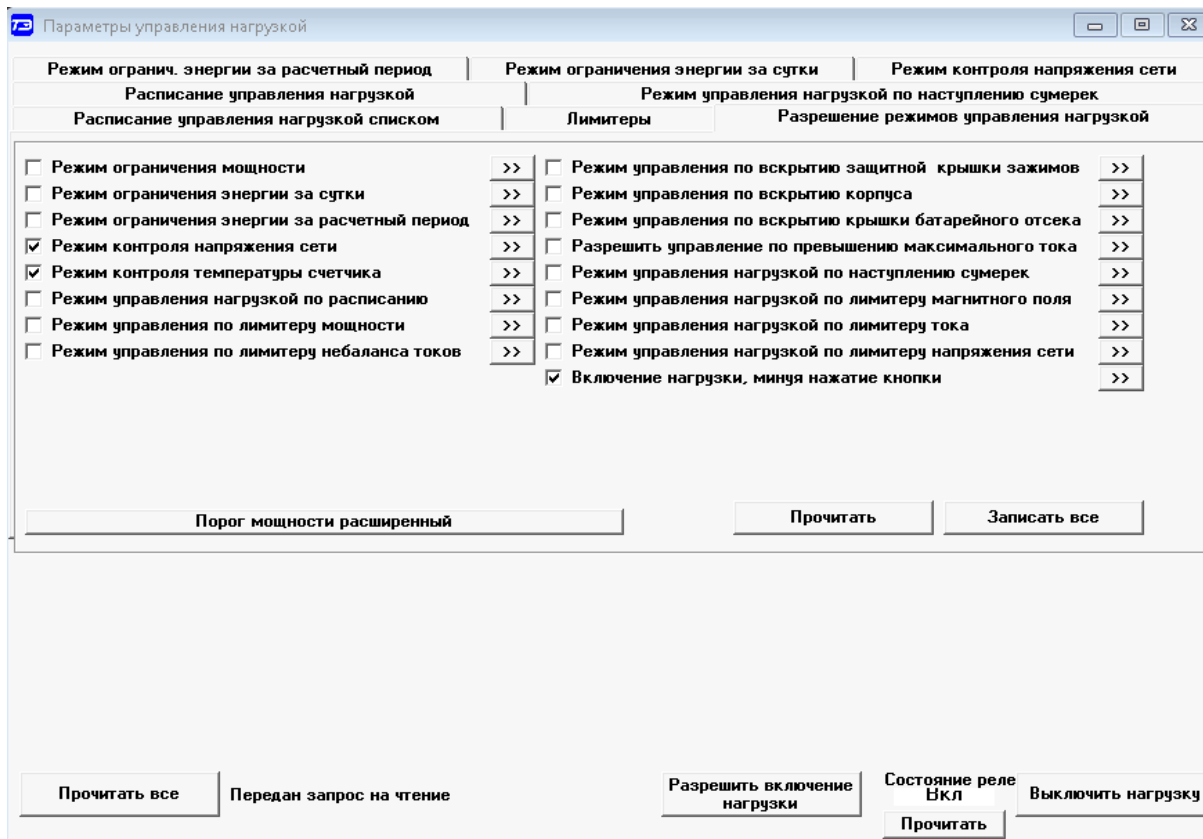 ТЭ Параметры управления нагрузкой
Режим огранич. энергии за расчетный период
Режим ограничения энергии за сутки
Режим контроля напряжения сети
Расписание управления нагрузкой
Режим управления нагрузкой по наступлению сумерек
Расписание управления нагрузкой списком
Лимитеры
Разрешение режимов управления нагрузкой
Режим ограничения мощности >>
Режим ограничения энергии за сутки >>
Режим ограничения энергии за расчетный период >>
Режим контроля напряжения сети >>
Режим контроля температуры счетчика >>
Режим управления нагрузкой по расписанию >>
Режим управления по лимитеру мощности >>
Режим управления по лимитеру небаланса токов >>
Режим управления по вскрытию защитной крышки зажимов >>
Режим управления по вскрытию корпуса >>
Режим управления по вскрытию крышки батарейного отсека >>
Разрешить управление по превышению максимального тока >>
Режим управления нагрузкой по наступлению сумерек >>
Режим управления нагрузкой по лимитеру магнитного поля >>
Режим управления нагрузкой по лимитеру тока >>
Режим управления нагрузкой по лимитеру напряжения сети >>
Включение нагрузки, минуя нажатие кнопки >>
Порог мощности расширенный
Прочитать
Записать все
Прочитать все
Передан запрос на чтение
Разрешить включение
нагрузки
Состояние реле
Вкл
Прочитать
Выключить нагрузку